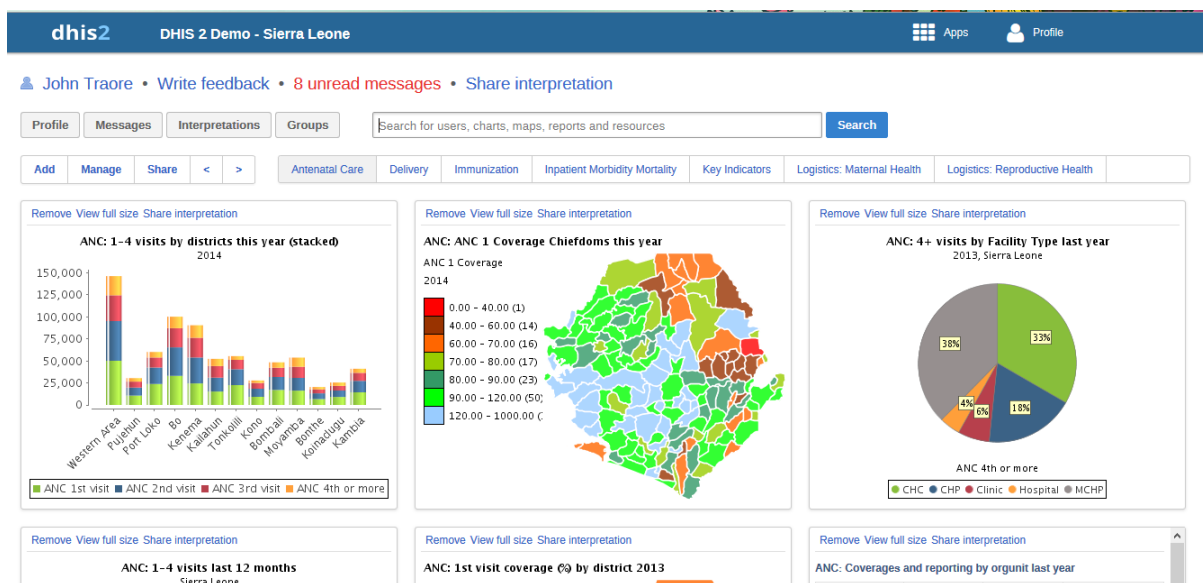 dhis2 DHIS 2 Demo - Sierra Leone Apps Profile
John Traore • Write feedback • 8 unread messages • Share interpretation
Profile Messages Interpretations Groups Search for users, charts, maps, reports and resources Search
Add Manage Share < > Antenatal Care Delivery Immunization Inpatient Morbidity Mortality Key Indicators Logistics: Maternal Health Logistics: Reproductive Health
Remove View full size Share interpretation
ANC: 1-4 visits by districts this year (stacked)
2014
150,000
125,000
100,000
75,000
50,000
25,000
0
Western Area
Pujehun
Port Loko
Bo
Kenema
Kailahun
Tonkolili
Kono
Bombali
Moyamba
Bonthe
Koinadugu
Kambia
ANC 1st visit ANC 2nd visit ANC 3rd visit ANC 4th or more
Remove View full size Share interpretation
ANC: ANC 1 Coverage Chiefdoms this year
ANC 1 Coverage
2014
0.00 - 40.00 (1)
40.00 - 60.00 (14)
60.00 - 70.00 (16)
70.00 - 80.00 (17)
80.00 - 90.00 (23)
90.00 - 120.00 (50)
120.00 - 1000.00 (
Remove View full size Share interpretation
ANC: 4+ visits by Facility Type last year
2013, Sierra Leone
38%
33%
4%
6%
18%
ANC 4th or more
CHC CHP Clinic Hospital MCHP
Remove View full size Share interpretation
ANC: 1-4 visits last 12 months
Sierra Leone
Remove View full size Share interpretation
ANC: 1st visit coverage (%) by district 2013
Remove View full size Share interpretation
ANC: Coverages and reporting by orgunit last year